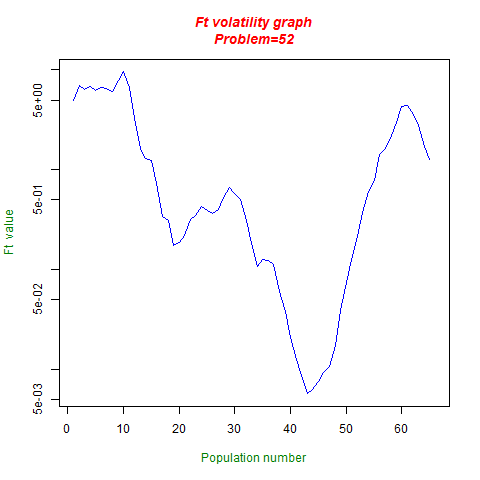 Ft volatility graph
Problem=52
5e+00
5e-01
5e-02
5e-03
Ft value
0 10 20 30 40 50 60
Population number